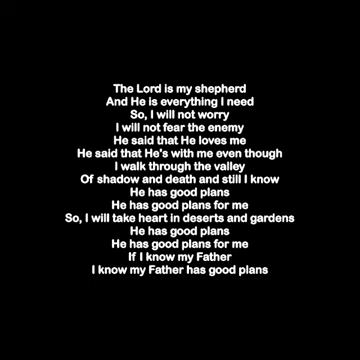 The Lord is my shepherd
And He is everything I need
So, I will not worry
I will not fear the enemy
He said that He loves me
He said that He's with me even though
I walk through the valley
Of shadow and death and still I know
He has good plans
He has good plans for me
So, I will take heart in deserts and gardens
He has good plans
He has good plans for me
If I know my Father
I know my Father has good plans